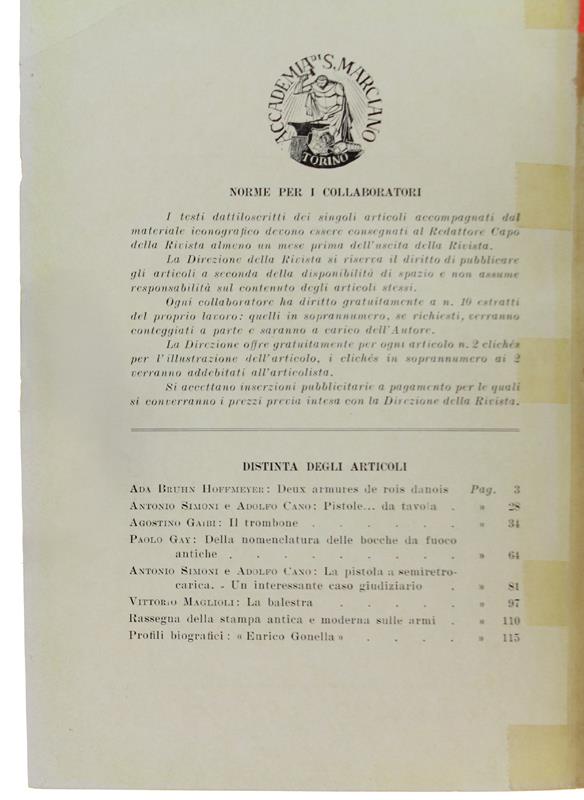 ACCADEMIA DI S. MARCIANO
TORINO
NORME PER I COLLABORATORI
I testi dattiloscritti dei singoli articoli accompagnati dal
materiale iconografico devono essere consegnati al Redattore Capo
della Rivista almeno un mese prima dell'uscita della Rivista.
La Direzione della Rivista si riserva il diritto di pubblicare
gli articoli a seconda della disponibilità di spazio e non assume
responsabilità sul contenuto degli articoli stessi.
Ogni collaboratore ha diritto gratuitamente a n. 10 estratti
del proprio lavoro: quelli in soprannumero, se richiesti, verranno
conteggiati a parte e saranno a carico dell'Autore.
La Direzione offre gratuitamente per ogni articolo n. 2 clichés
per l'illustrazione dell'articolo, i clichés in soprannumero ai 2
verranno addebitati all'articolista.
Si accettano inserzioni pubblicitarie a pagamento per le quali
si converranno i prezzi previa intesa con la Direzione della Rivista.
DISTINTA DEGLI ARTICOLI
ADA BRUHN HOFFMEYER: Deux armures de rois danois Pag. 3
ANTONIO SIMONI e ADOLFO CANO: Pistole... da tavola . » 28
AGOSTINO GAIBI: Il trombone . . . . . » 34
PAOLO GAY: Della nomenclatura delle bocche da fuoco
antiche . . . . . . . . » 64
ANTONIO SIMONI e ADOLFO CANO: La pistola a semiretro-
carica. - Un interessante caso giudiziario . » 81
VITTORIO MAGLIOLI: La balestra . . . . . » 97
Rassegna della stampa antica e moderna sulle armi . » 110
Profili biografici: « Enrico Gonella » . . . . » 115